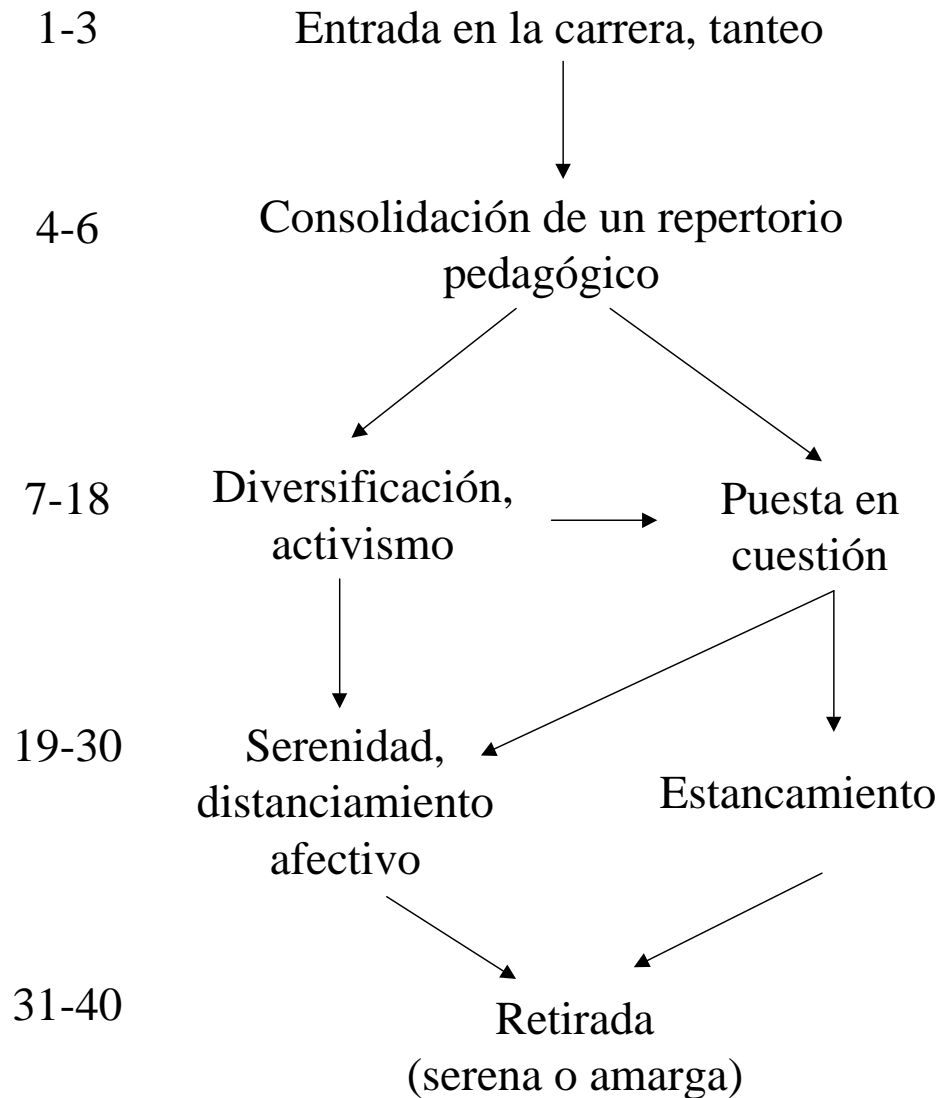 1-3 Entrada en la carrera, tanteo
4-6 Consolidación de un repertorio
pedagógico
7-18 Diversificación,
activismo
Puesta en
cuestión
19-30 Serenidad,
distanciamiento
afectivo
Estancamiento
31-40 Retirada
(serena o amarga)